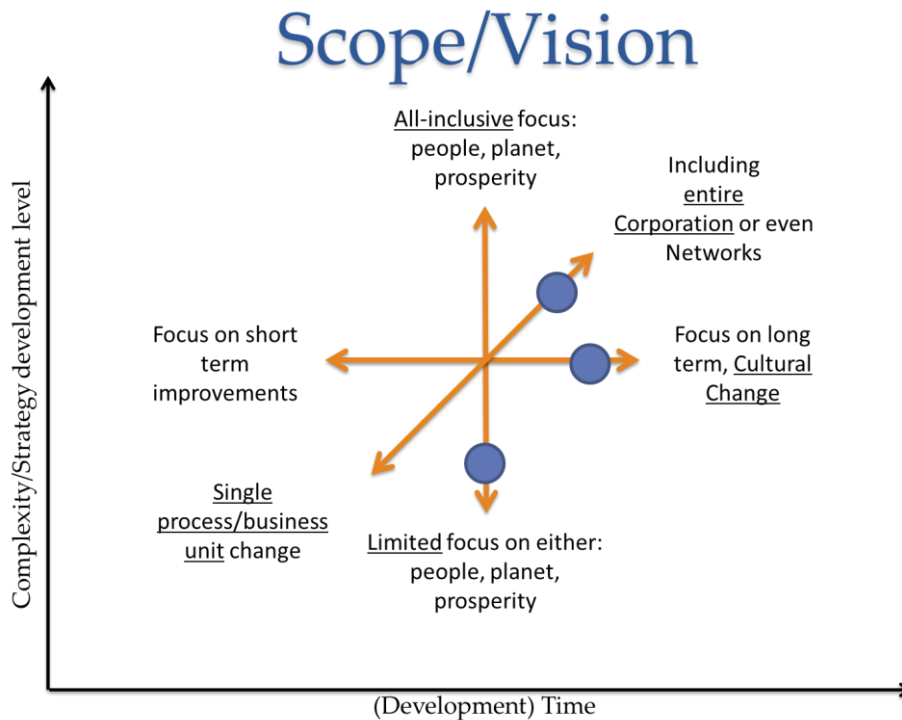 Scope/Vision
Complexity/Strategy development level
All-inclusive focus:
people, planet,
prosperity
Including
entire
Corporation or even
Networks
Focus on short
term
improvements
Focus on long
term, Cultural
Change
Single
process/business
unit change
Limited focus on either:
people, planet,
prosperity
(Development) Time